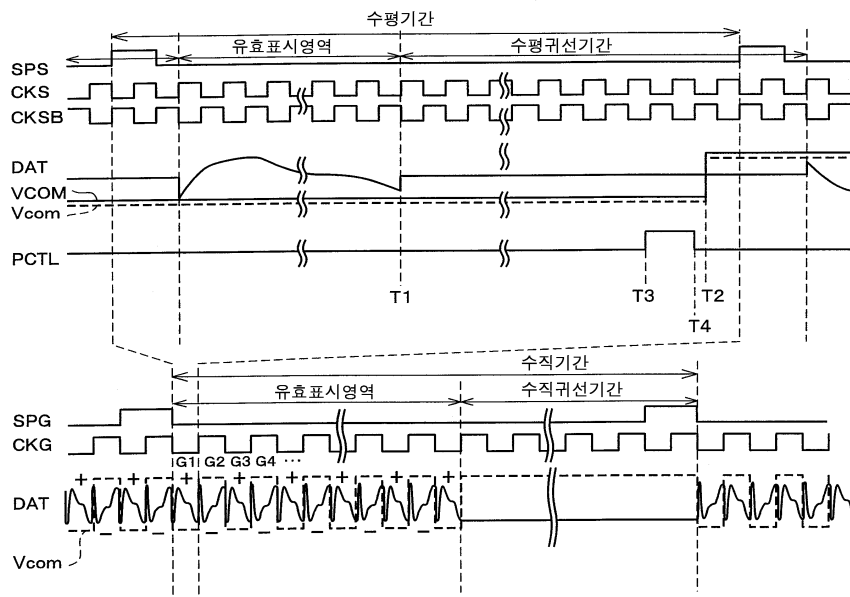 수평기간
유효표시영역
수평귀선기간
SPS
CKS
CKSB
DAT
VCOM
Vcom
PCTL
T1
T3
T2
T4
수직기간
유효표시영역
수직귀선기간
SPG
CKG
G1 G2 G3 G4 ...
+ + + + + + +
DAT
− − − − − − −
Vcom